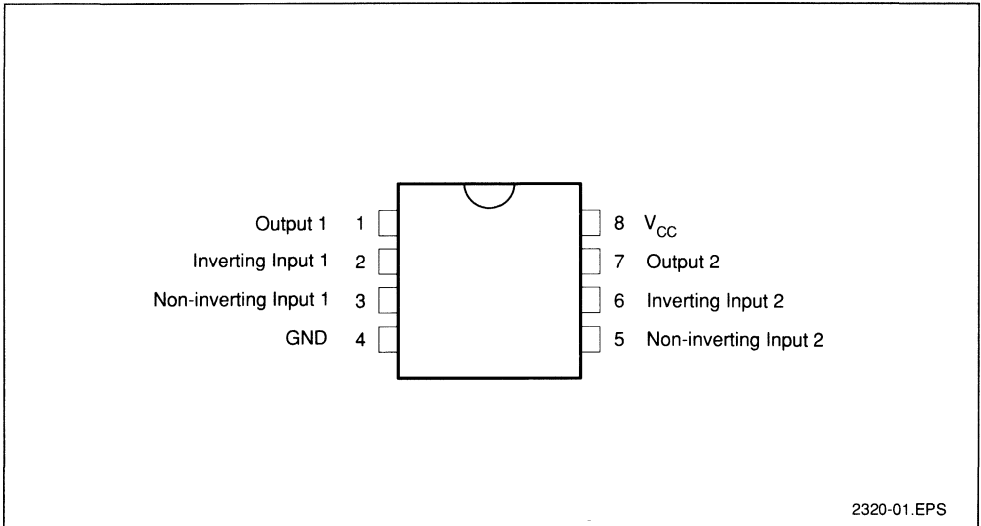 Output 1 1
Inverting Input 1 2
Non-inverting Input 1 3
GND 4
8 VCC
7 Output 2
6 Inverting Input 2
5 Non-inverting Input 2
2320-01.EPS